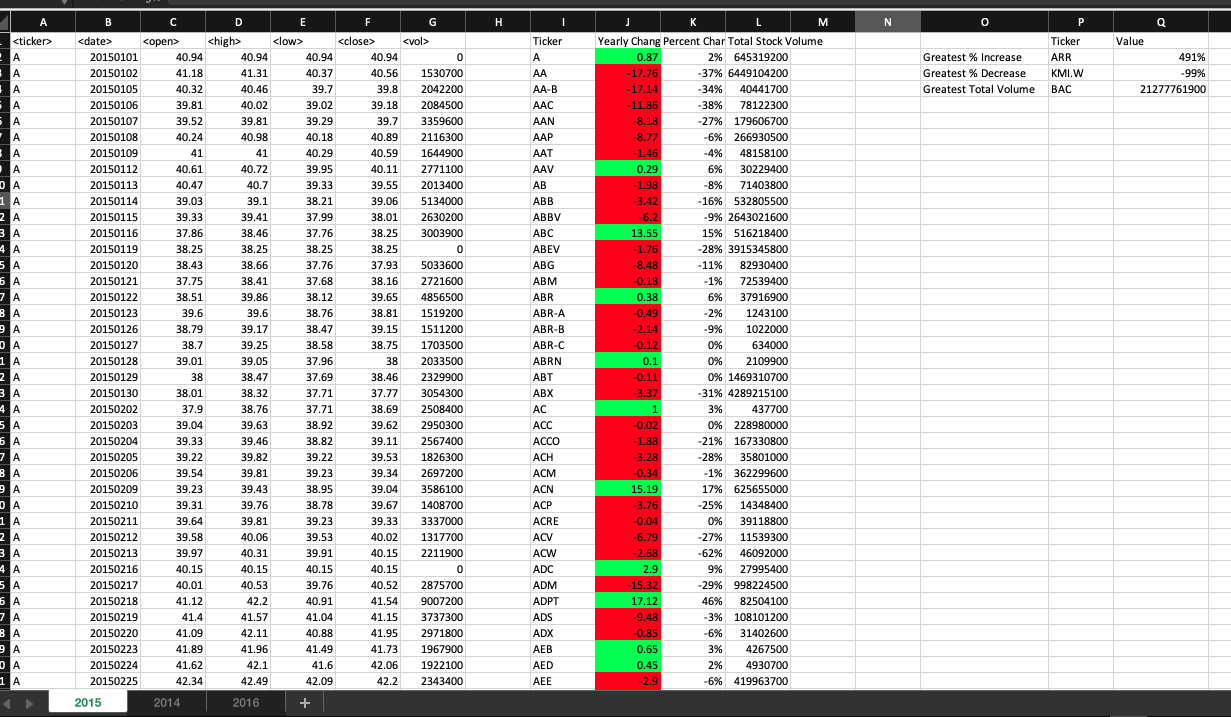 A B C D E F G H I J K L M N O P Q
<ticker> <date> <open> <high> <low> <close> <vol> Ticker Yearly Chang Percent Char Total Stock Volume Ticker Value
A 20150101 40.94 40.94 40.94 40.94 0 A 0.87 2% 645319200 Greatest % Increase ARR 491%
A 20150102 41.18 41.31 40.37 40.56 1530700 AA -17.76 -37% 6449104200 Greatest % Decrease KMI.W -99%
A 20150105 40.32 40.46 39.7 39.8 2042200 AA-B -17.14 -34% 40441700 Greatest Total Volume BAC 21277761900
A 20150106 39.81 40.02 39.02 39.18 2084500 AAC -11.86 -38% 78122300
A 20150107 39.52 39.81 39.29 39.7 3359600 AAN -8.18 -27% 179606700
A 20150108 40.24 40.98 40.18 40.89 2116300 AAP -8.77 -6% 266930500
A 20150109 41 41 40.29 40.59 1644900 AAT -1.46 -4% 48158100
A 20150112 40.61 40.72 39.95 40.11 2771100 AAV 0.29 6% 30229400
A 20150113 40.47 40.7 39.33 39.55 2013400 AB -1.98 -8% 71403800
A 20150114 39.03 39.1 38.21 39.06 5134000 ABB -3.42 -16% 532805500
A 20150115 39.33 39.41 37.99 38.01 2630200 ABBV -6.2 -9% 2643021600
A 20150116 37.86 38.46 37.76 38.25 3003900 ABC 13.55 15% 516218400
A 20150119 38.25 38.25 38.25 38.25 0 ABEV -1.76 -28% 3915345800
A 20150120 38.43 38.66 37.76 37.93 5033600 ABG -8.48 -11% 82930400
A 20150121 37.75 38.41 37.68 38.16 2721600 ABM -0.18 -1% 72539400
A 20150122 38.51 39.86 38.12 39.65 4856500 ABR 0.38 6% 37916900
A 20150123 39.6 39.6 38.76 38.81 1519200 ABR-A -0.49 -2% 1243100
A 20150126 38.79 39.17 38.47 39.15 1511200 ABR-B -2.14 -9% 1022000
A 20150127 38.7 39.25 38.58 38.75 1703500 ABR-C -0.12 0% 634000
A 20150128 39.01 39.05 37.96 38 2033500 ABRN 0.1 0% 2109900
A 20150129 38 38.47 37.69 38.46 2329900 ABT -0.11 0% 1469310700
A 20150130 38.01 38.32 37.71 37.77 3054300 ABX -3.37 -31% 4289215100
A 20150202 37.9 38.76 37.71 38.69 2508400 AC 1 3% 437700
A 20150203 39.04 39.63 38.92 39.62 2950300 ACC -0.02 0% 228980000
A 20150204 39.33 39.46 38.82 39.11 2567400 ACCO -1.88 -21% 167330800
A 20150205 39.22 39.82 39.22 39.53 1826300 ACH -3.28 -28% 35801000
A 20150206 39.54 39.81 39.23 39.34 2697200 ACM -0.34 -1% 362299600
A 20150209 39.23 39.43 38.95 39.04 3586100 ACN 15.19 17% 625655000
A 20150210 39.31 39.76 38.78 39.67 1408700 ACP -3.76 -25% 14348400
A 20150211 39.64 39.81 39.23 39.33 3337000 ACRE -0.04 0% 39118800
A 20150212 39.58 40.06 39.53 40.02 1317700 ACV -6.79 -27% 11539300
A 20150213 39.97 40.31 39.91 40.15 2211900 ACW -2.68 -62% 46092000
A 20150216 40.15 40.15 40.15 40.15 0 ADC 2.9 9% 27995400
A 20150217 40.01 40.53 39.76 40.52 2875700 ADM -15.32 -29% 998224500
A 20150218 41.12 42.2 40.91 41.54 9007200 ADPT 17.12 46% 82504100
A 20150219 41.4 41.57 41.04 41.15 3737300 ADS -9.48 -3% 108101200
A 20150220 41.09 42.11 40.88 41.95 2971800 ADX -0.85 -6% 31402600
A 20150223 41.89 41.96 41.49 41.73 1967900 AEB 0.65 3% 4267500
A 20150224 41.62 42.1 41.6 42.06 1922100 AED 0.45 2% 4930700
A 20150225 42.34 42.49 42.09 42.2 2343400 AEE -2.9 -6% 419963700
2015 2014 2016 +